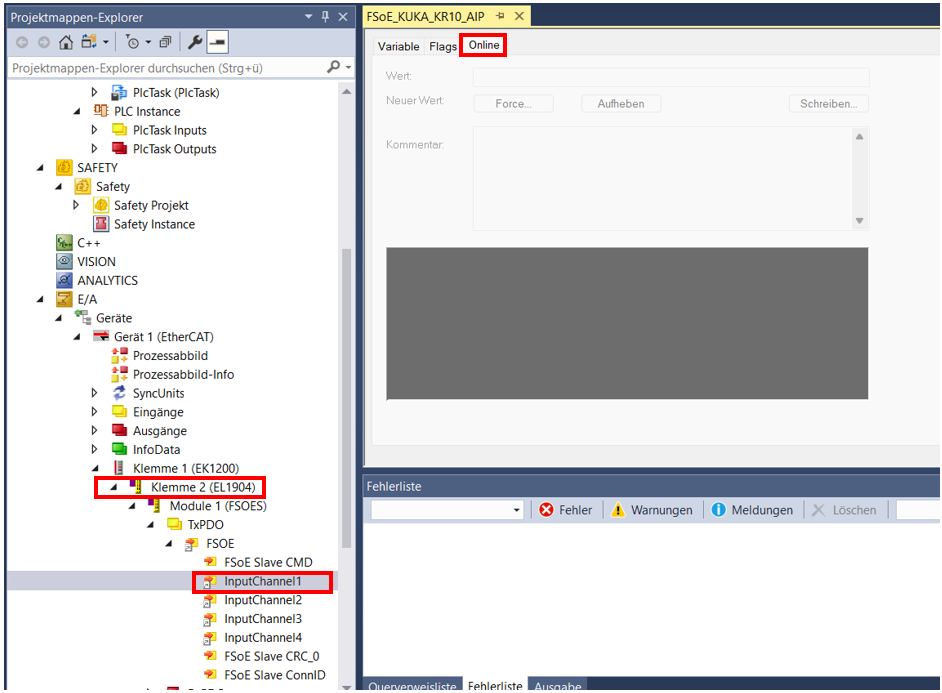 Projektmappen-Explorer
Projektmappen-Explorer durchsuchen (Strg+ü)
PlcTask (PlcTask)
PLC Instance
PlcTask Inputs
PlcTask Outputs
SAFETY
Safety
Safety Projekt
Safety Instance
C++
VISION
ANALYTICS
E/A
Geräte
Gerät 1 (EtherCAT)
Prozessabbild
Prozessabbild-Info
SyncUnits
Eingänge
Ausgänge
InfoData
Klemme 1 (EK1200)
Klemme 2 (EL1904)
Module 1 (FSOES)
TxPDO
FSOE
FSoE Slave CMD
InputChannel1
InputChannel2
InputChannel3
InputChannel4
FSoE Slave CRC_0
FSoE Slave ConnID
FSoE_KUKA_KR10_AIP
Variable Flags Online
Wert:
Neuer Wert: Force... Aufheben Schreiben...
Kommentar:
Fehlerliste
Fehler Warnungen Meldungen Löschen
Querverweisliste Fehlerliste Ausgabe